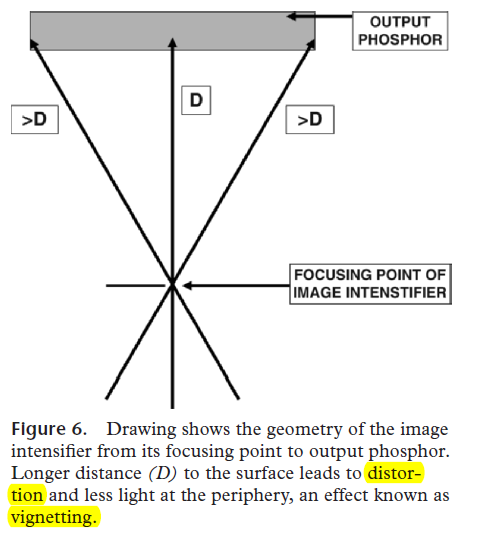 OUTPUT
PHOSPHOR
D
>D
>D
FOCUSING POINT OF
IMAGE INTENSTIFIER
Figure 6. Drawing shows the geometry of the image
intensifier from its focusing point to output phosphor.
Longer distance (D) to the surface leads to distor-
tion and less light at the periphery, an effect known as
vignetting.